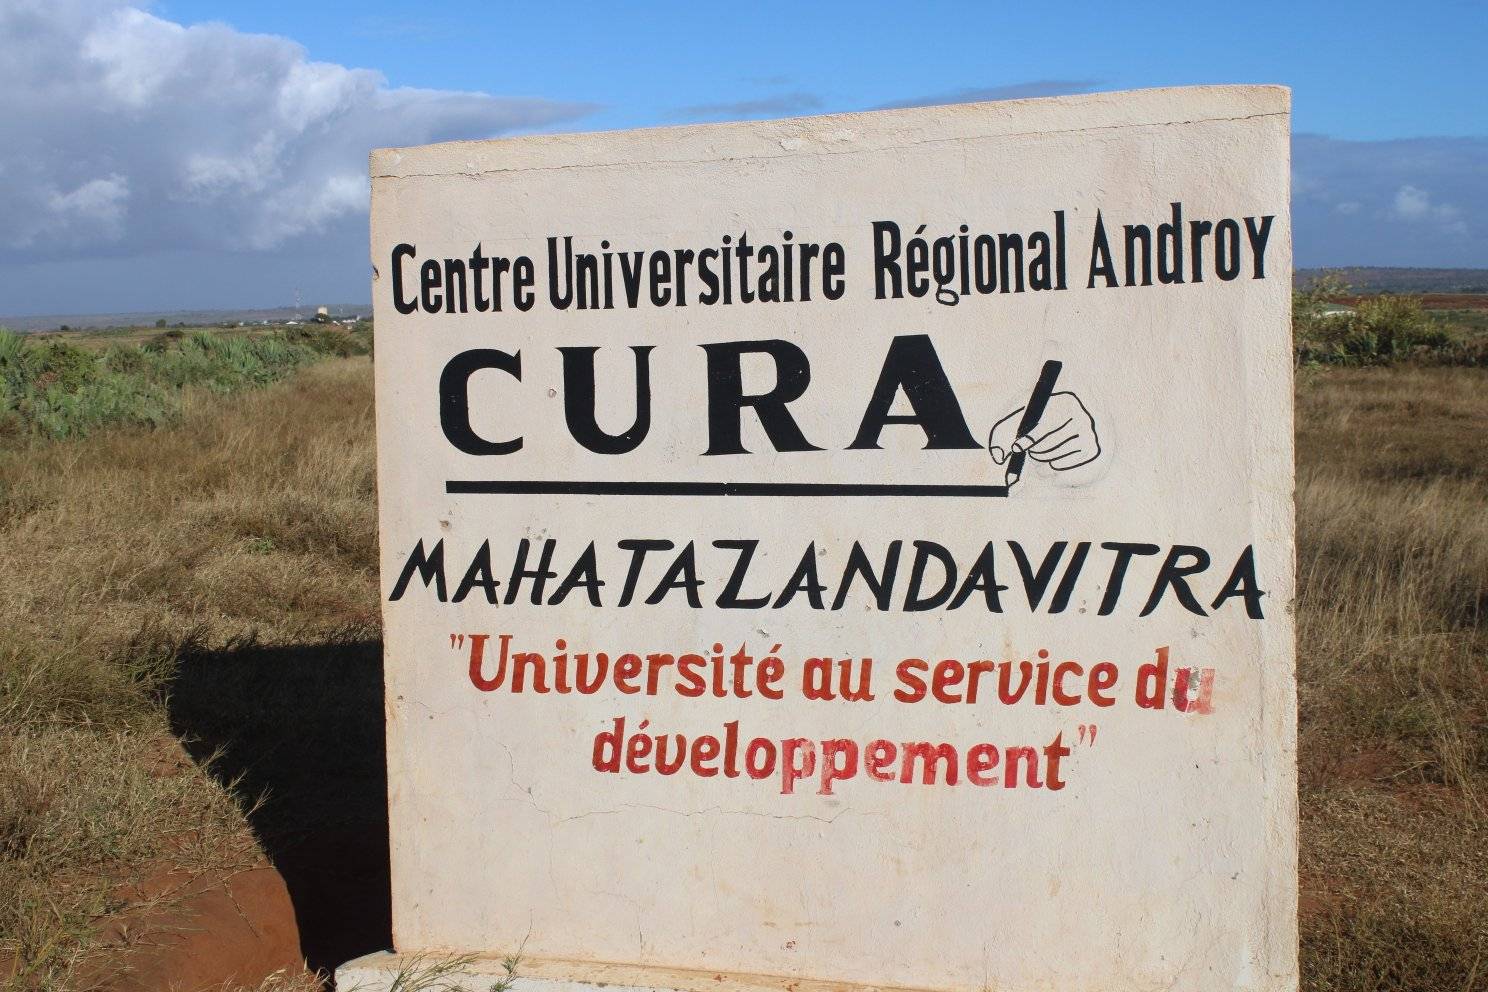 Centre Universitaire Régional Androy
CURA
MAHATAZANDAVITRA
"Université au service du
développement"